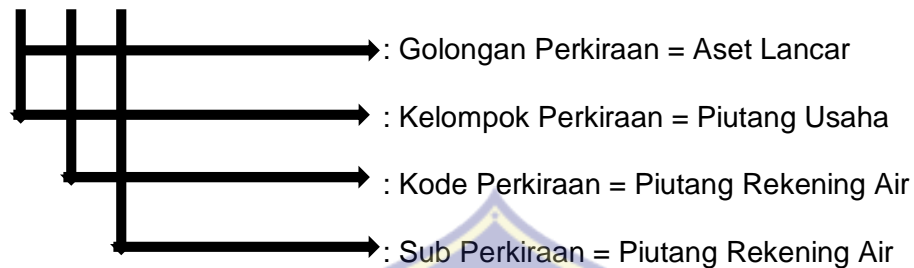 : Golongan Perkiraan = Aset Lancar
: Kelompok Perkiraan = Piutang Usaha
: Kode Perkiraan = Piutang Rekening Air
: Sub Perkiraan = Piutang Rekening Air